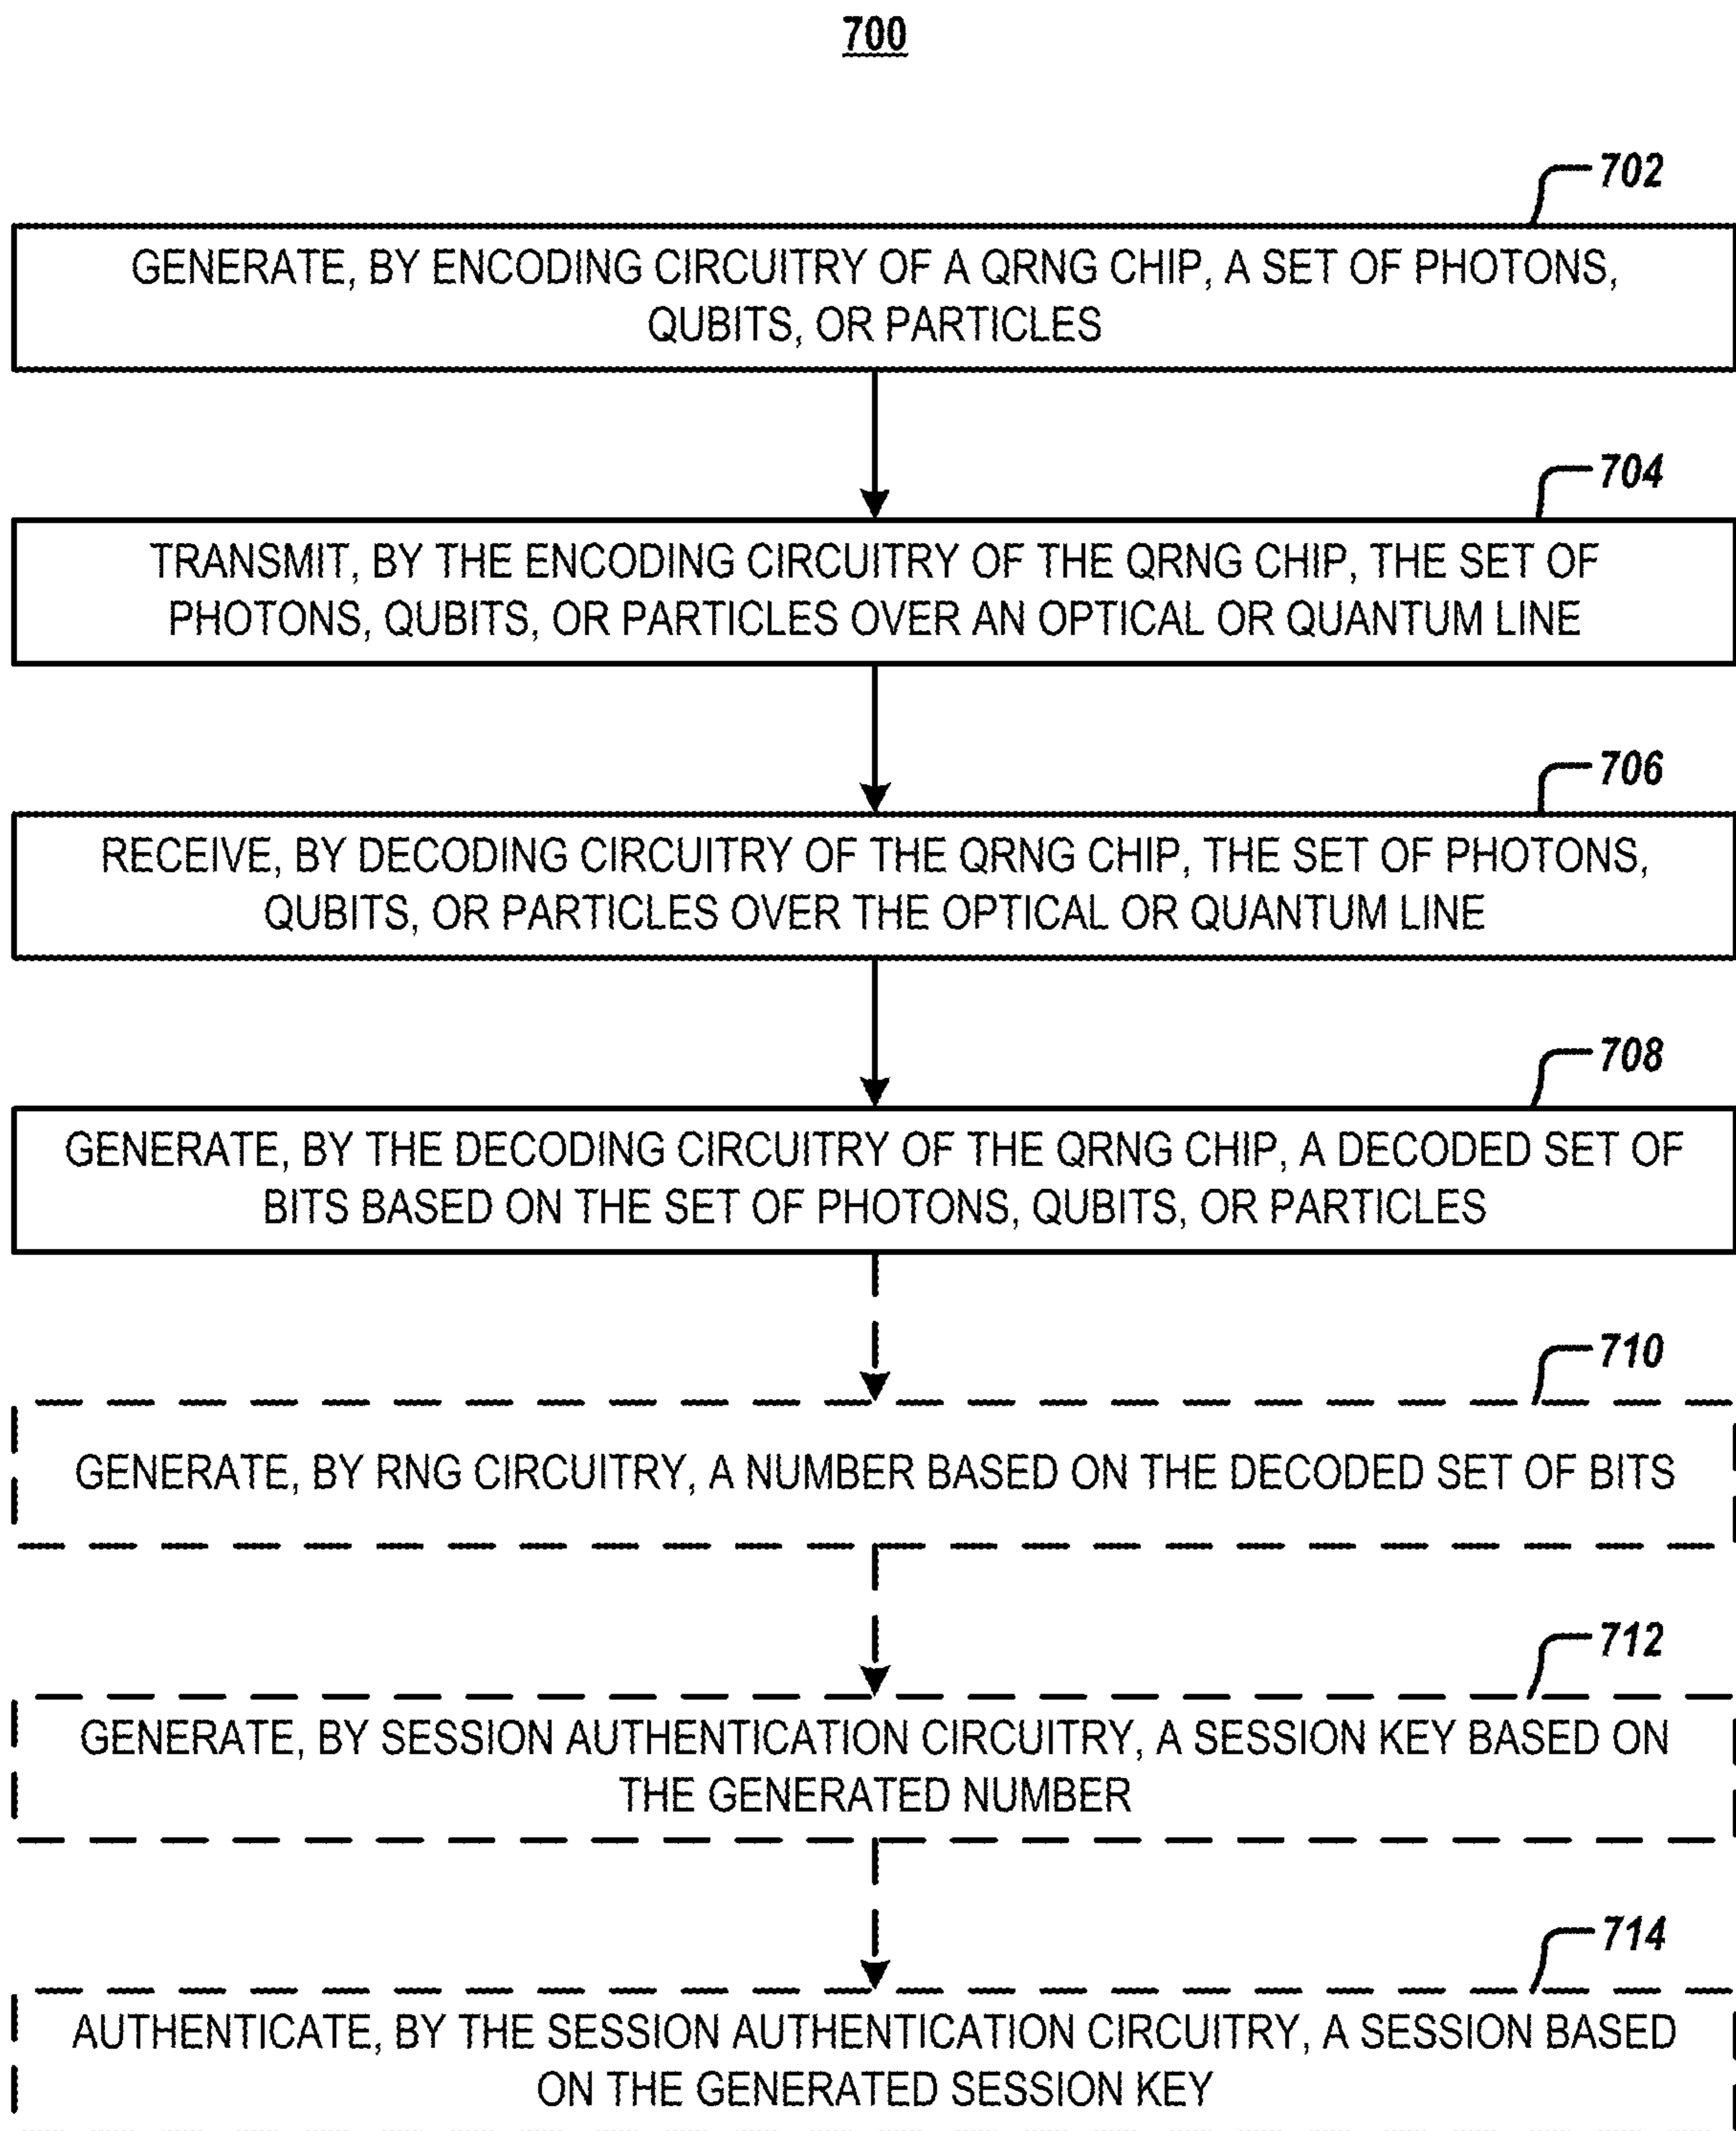 700
702
GENERATE, BY ENCODING CIRCUITRY OF A QRNG CHIP, A SET OF PHOTONS,
QUBITS, OR PARTICLES
704
TRANSMIT, BY THE ENCODING CIRCUITRY OF THE QRNG CHIP, THE SET OF
PHOTONS, QUBITS, OR PARTICLES OVER AN OPTICAL OR QUANTUM LINE
706
RECEIVE, BY DECODING CIRCUITRY OF THE QRNG CHIP, THE SET OF PHOTONS,
QUBITS, OR PARTICLES OVER THE OPTICAL OR QUANTUM LINE
708
GENERATE, BY THE DECODING CIRCUITRY OF THE QRNG CHIP, A DECODED SET OF
BITS BASED ON THE SET OF PHOTONS, QUBITS, OR PARTICLES
710
GENERATE, BY RNG CIRCUITRY, A NUMBER BASED ON THE DECODED SET OF BITS
712
GENERATE, BY SESSION AUTHENTICATION CIRCUITRY, A SESSION KEY BASED ON
THE GENERATED NUMBER
714
AUTHENTICATE, BY THE SESSION AUTHENTICATION CIRCUITRY, A SESSION BASED
ON THE GENERATED SESSION KEY